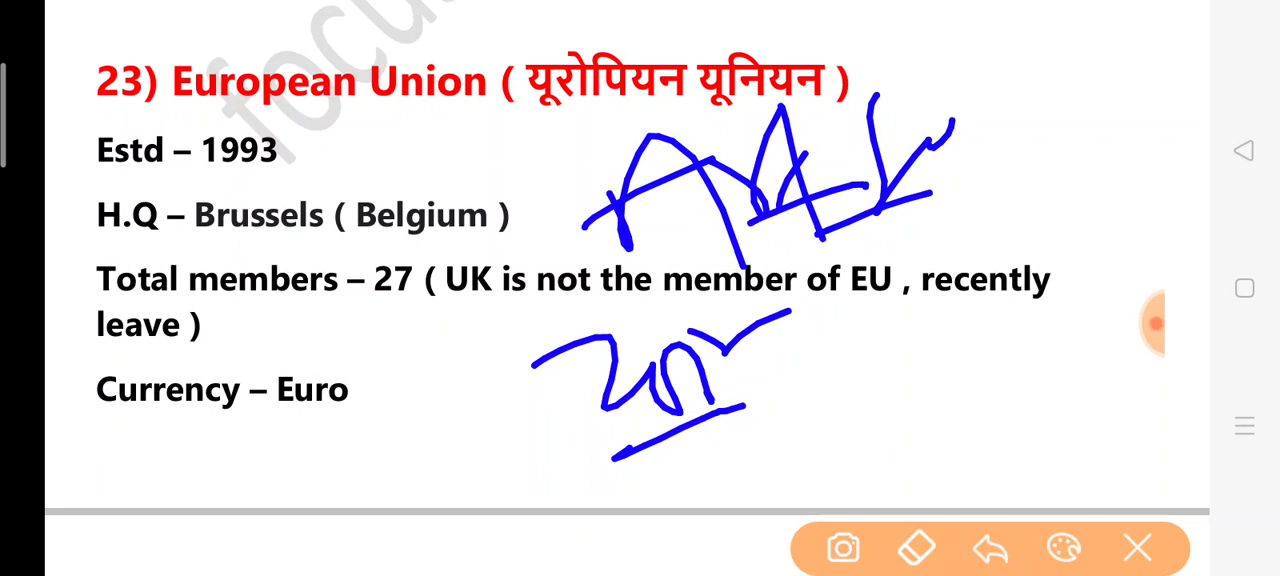 focu
23) European Union ( यूरोपियन यूनियन )
Estd – 1993
H.Q – Brussels ( Belgium )
Total members – 27 ( UK is not the member of EU , recently
leave )
Currency – Euro